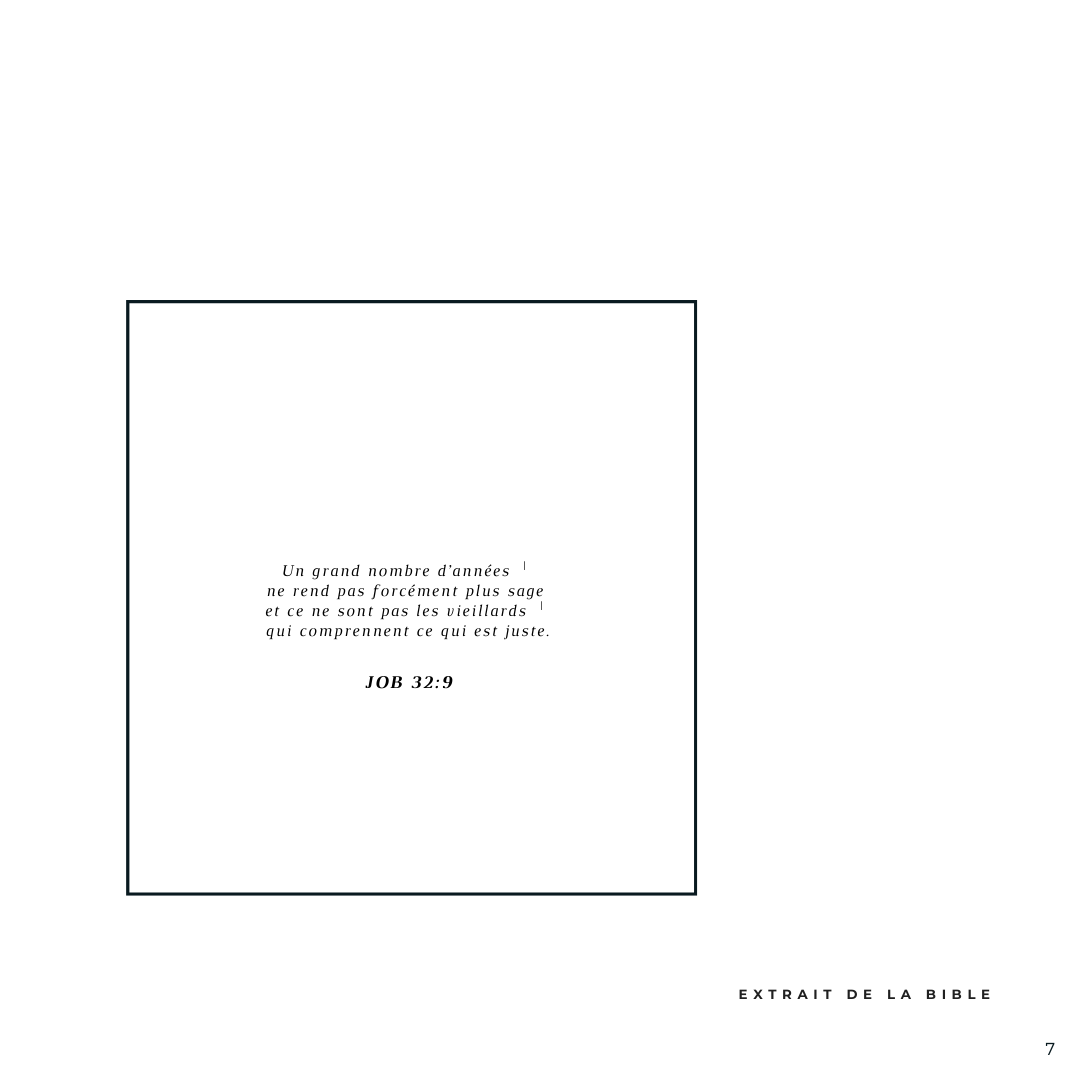 Un grand nombre d’années
ne rend pas forcément plus sage
et ce ne sont pas les vieillards
qui comprennent ce qui est juste.
JOB 32:9
EXTRAIT DE LA BIBLE
7